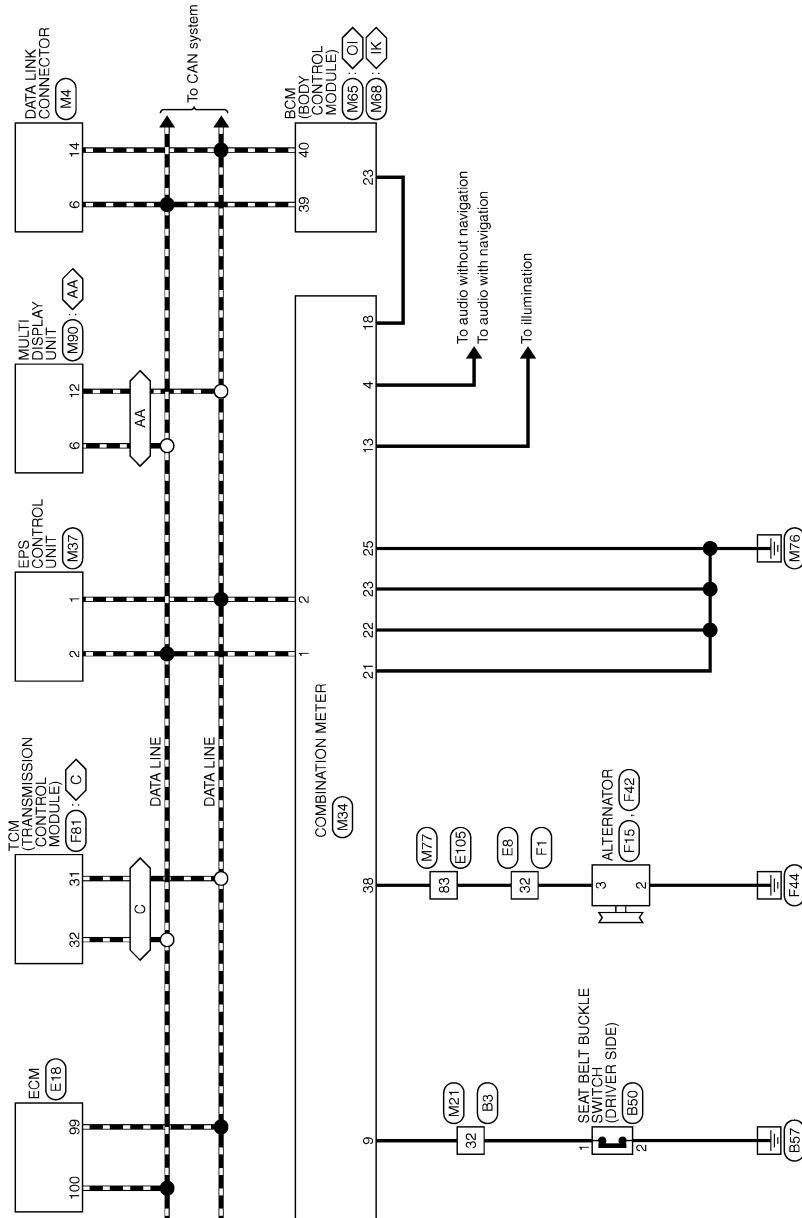 DATA LINK
CONNECTOR
M4
14
6
To CAN system
BCM
(BODY
CONTROL
MODULE)
M65 : OI
M68 : IK
40
39
23
MULTI
DISPLAY
UNIT
M90 : AA
12
6
AA
18
4
13
To audio without navigation
To audio with navigation
To illumination
EPS
CONTROL
UNIT
M37
1
2
2
1
25
23
22
21
M76
TCM
(TRANSMISSION
CONTROL
MODULE)
F81 : C
31
32
C
DATA LINE
DATA LINE
COMBINATION METER
M34
38
M77
83
E105
E8
32
F1
ALTERNATOR
F15 , F42
3
2
F44
ECM
E18
99
100
9
M21
32
B3
SEAT BELT BUCKLE
SWITCH
(DRIVER SIDE)
B50
1
2
B57